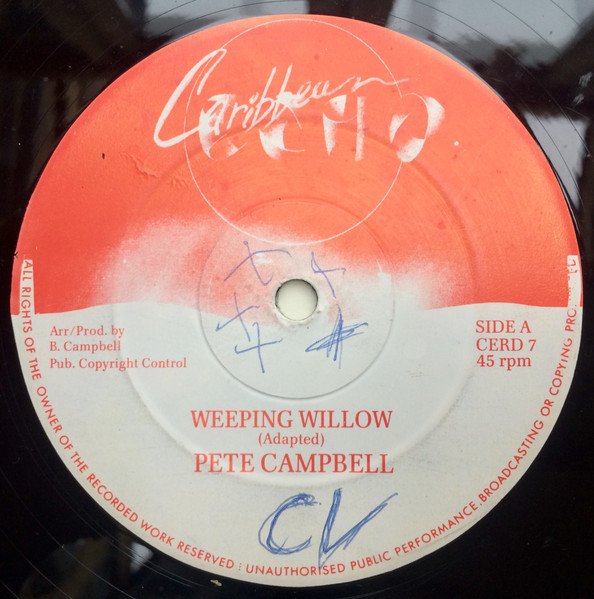 Caribbean
ECHO
Arr/Prod. by
B. Campbell
Pub. Copyright Control
SIDE A
CERD 7
45 rpm
WEEPING WILLOW
(Adapted)
PETE CAMPBELL
CV
ALL RIGHTS OF THE OWNER OF THE RECORDED WORK RESERVED : UNAUTHORISED PUBLIC PERFORMANCE, BROADCASTING OR COPYING